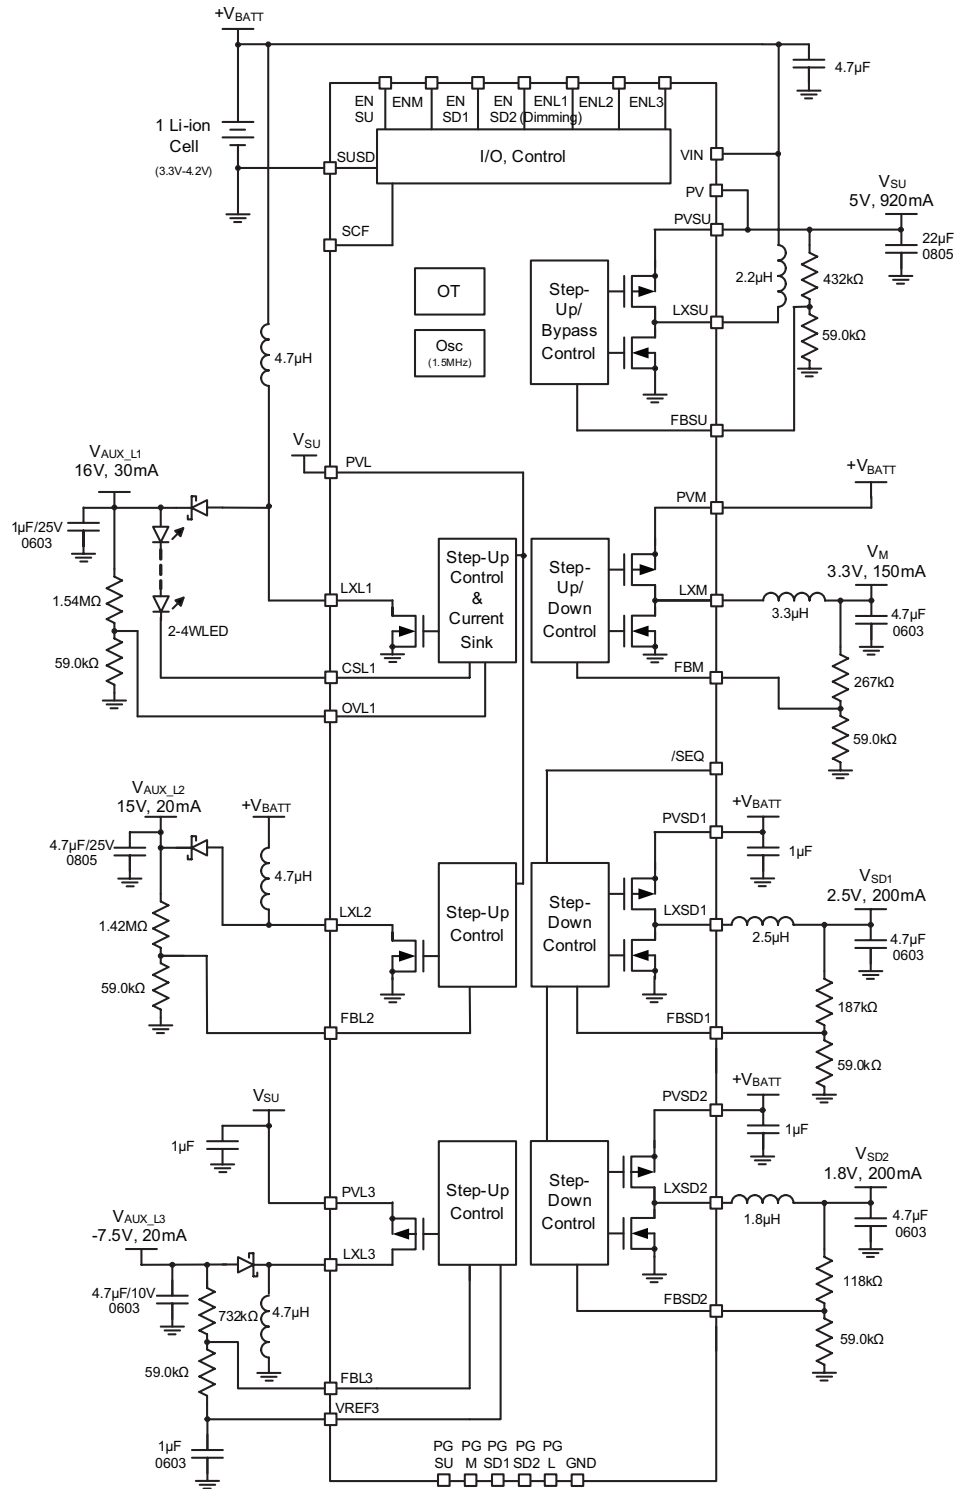 +VBATT
4.7µF
EN SU
ENM
EN SD1
EN SD2
ENL1 (Dimming)
ENL2
ENL3
1 Li-ion
Cell
(3.3V-4.2V)
SUSD
I/O, Control
VIN
PV
SCF
PVSU
VSU
5V, 920mA
22µF
0805
OT
Osc
(1.5MHz)
Step-
Up/
Bypass
Control
2.2µH
432kΩ
LXSU
59.0kΩ
4.7µH
FBSU
VSU
PVL
VAUX_L1
16V, 30mA
+VBATT
PVM
1µF/25V
0603
Step-Up
Control
&
Current
Sink
Step-
Up/
Down
Control
VM
3.3V, 150mA
1.54MΩ
LXL1
LXM
3.3µH
4.7µF
0603
2-4WLED
59.0kΩ
CSL1
FBM
267kΩ
OVL1
59.0kΩ
/SEQ
VAUX_L2
15V, 20mA
+VBATT
PVSD1
+VBATT
4.7µF/25V
0805
4.7µH
1µF
Step-Up
Control
Step-
Down
Control
VSD1
2.5V, 200mA
1.42MΩ
LXL2
LXSD1
2.5µH
4.7µF
0603
59.0kΩ
187kΩ
FBL2
FBSD1
59.0kΩ
VSU
+VBATT
PVSD2
1µF
1µF
Step-Up
Control
Step-
Down
Control
VSD2
1.8V, 200mA
PVL3
LXSD2
1.8µH
4.7µF
0603
VAUX_L3
-7.5V, 20mA
LXL3
4.7µF/10V
0603
732kΩ
4.7µH
118kΩ
FBSD2
59.0kΩ
59.0kΩ
FBL3
VREF3
1µF
0603
PG SU
PG M
PG SD1
PG SD2
PG L
GND